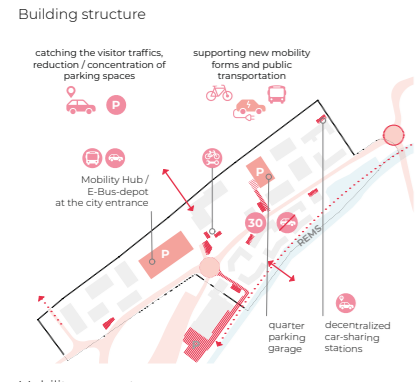 Building structure
catching the visitor traffics,
reduction / concentration of
parking spaces
supporting new mobility
forms and public
transportation
P
Mobility Hub /
E-Bus-depot
at the city entrance
P
P
30
REMS
quarter
parking
garage
decentralized
car-sharing
stations